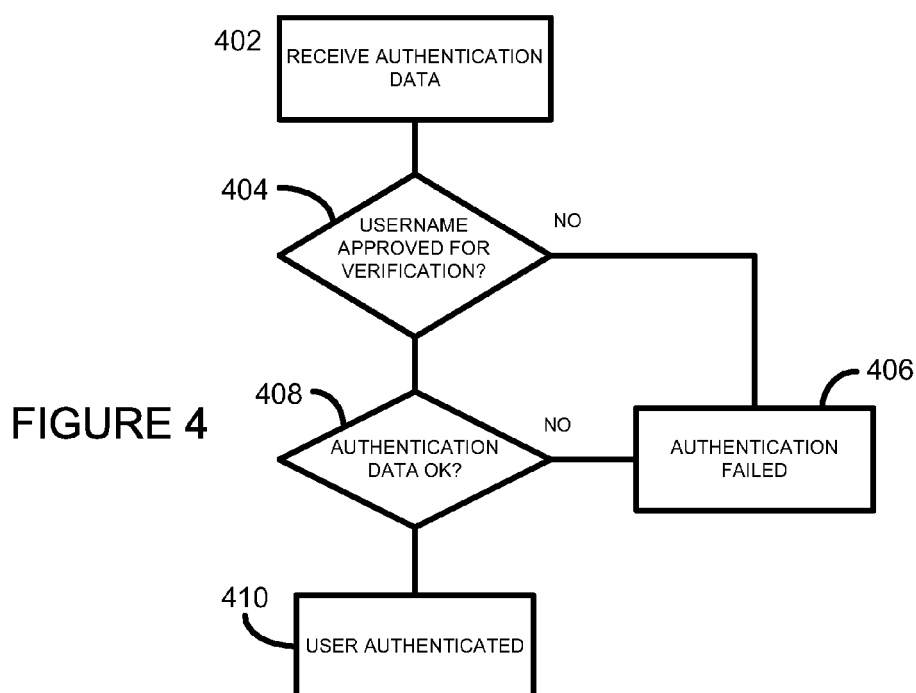 402
RECEIVE AUTHENTICATION
DATA
404
USERNAME
APPROVED FOR
VERIFICATION?
NO
408
AUTHENTICATION
DATA OK?
NO
406
AUTHENTICATION
FAILED
FIGURE 4
410
USER AUTHENTICATED